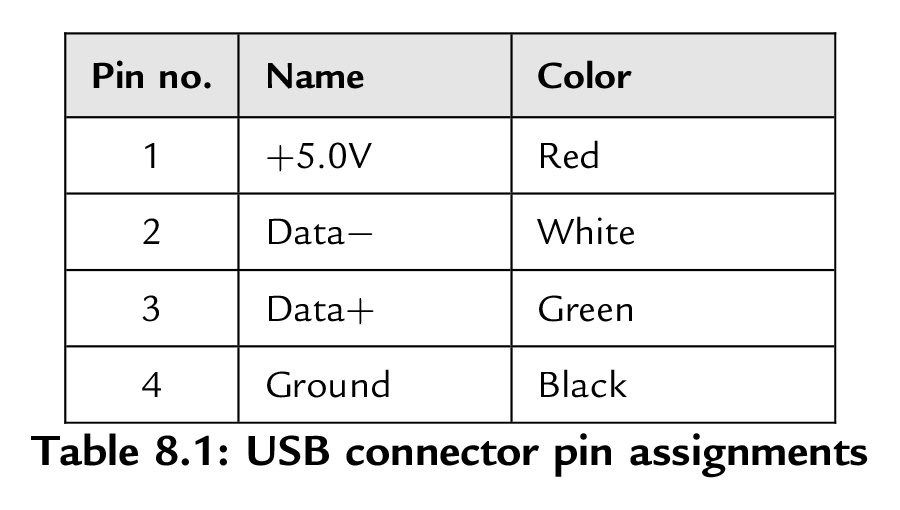 Pin no. Name Color
1 +5.0V Red
2 Data− White
3 Data+ Green
4 Ground Black
Table 8.1: USB connector pin assignments